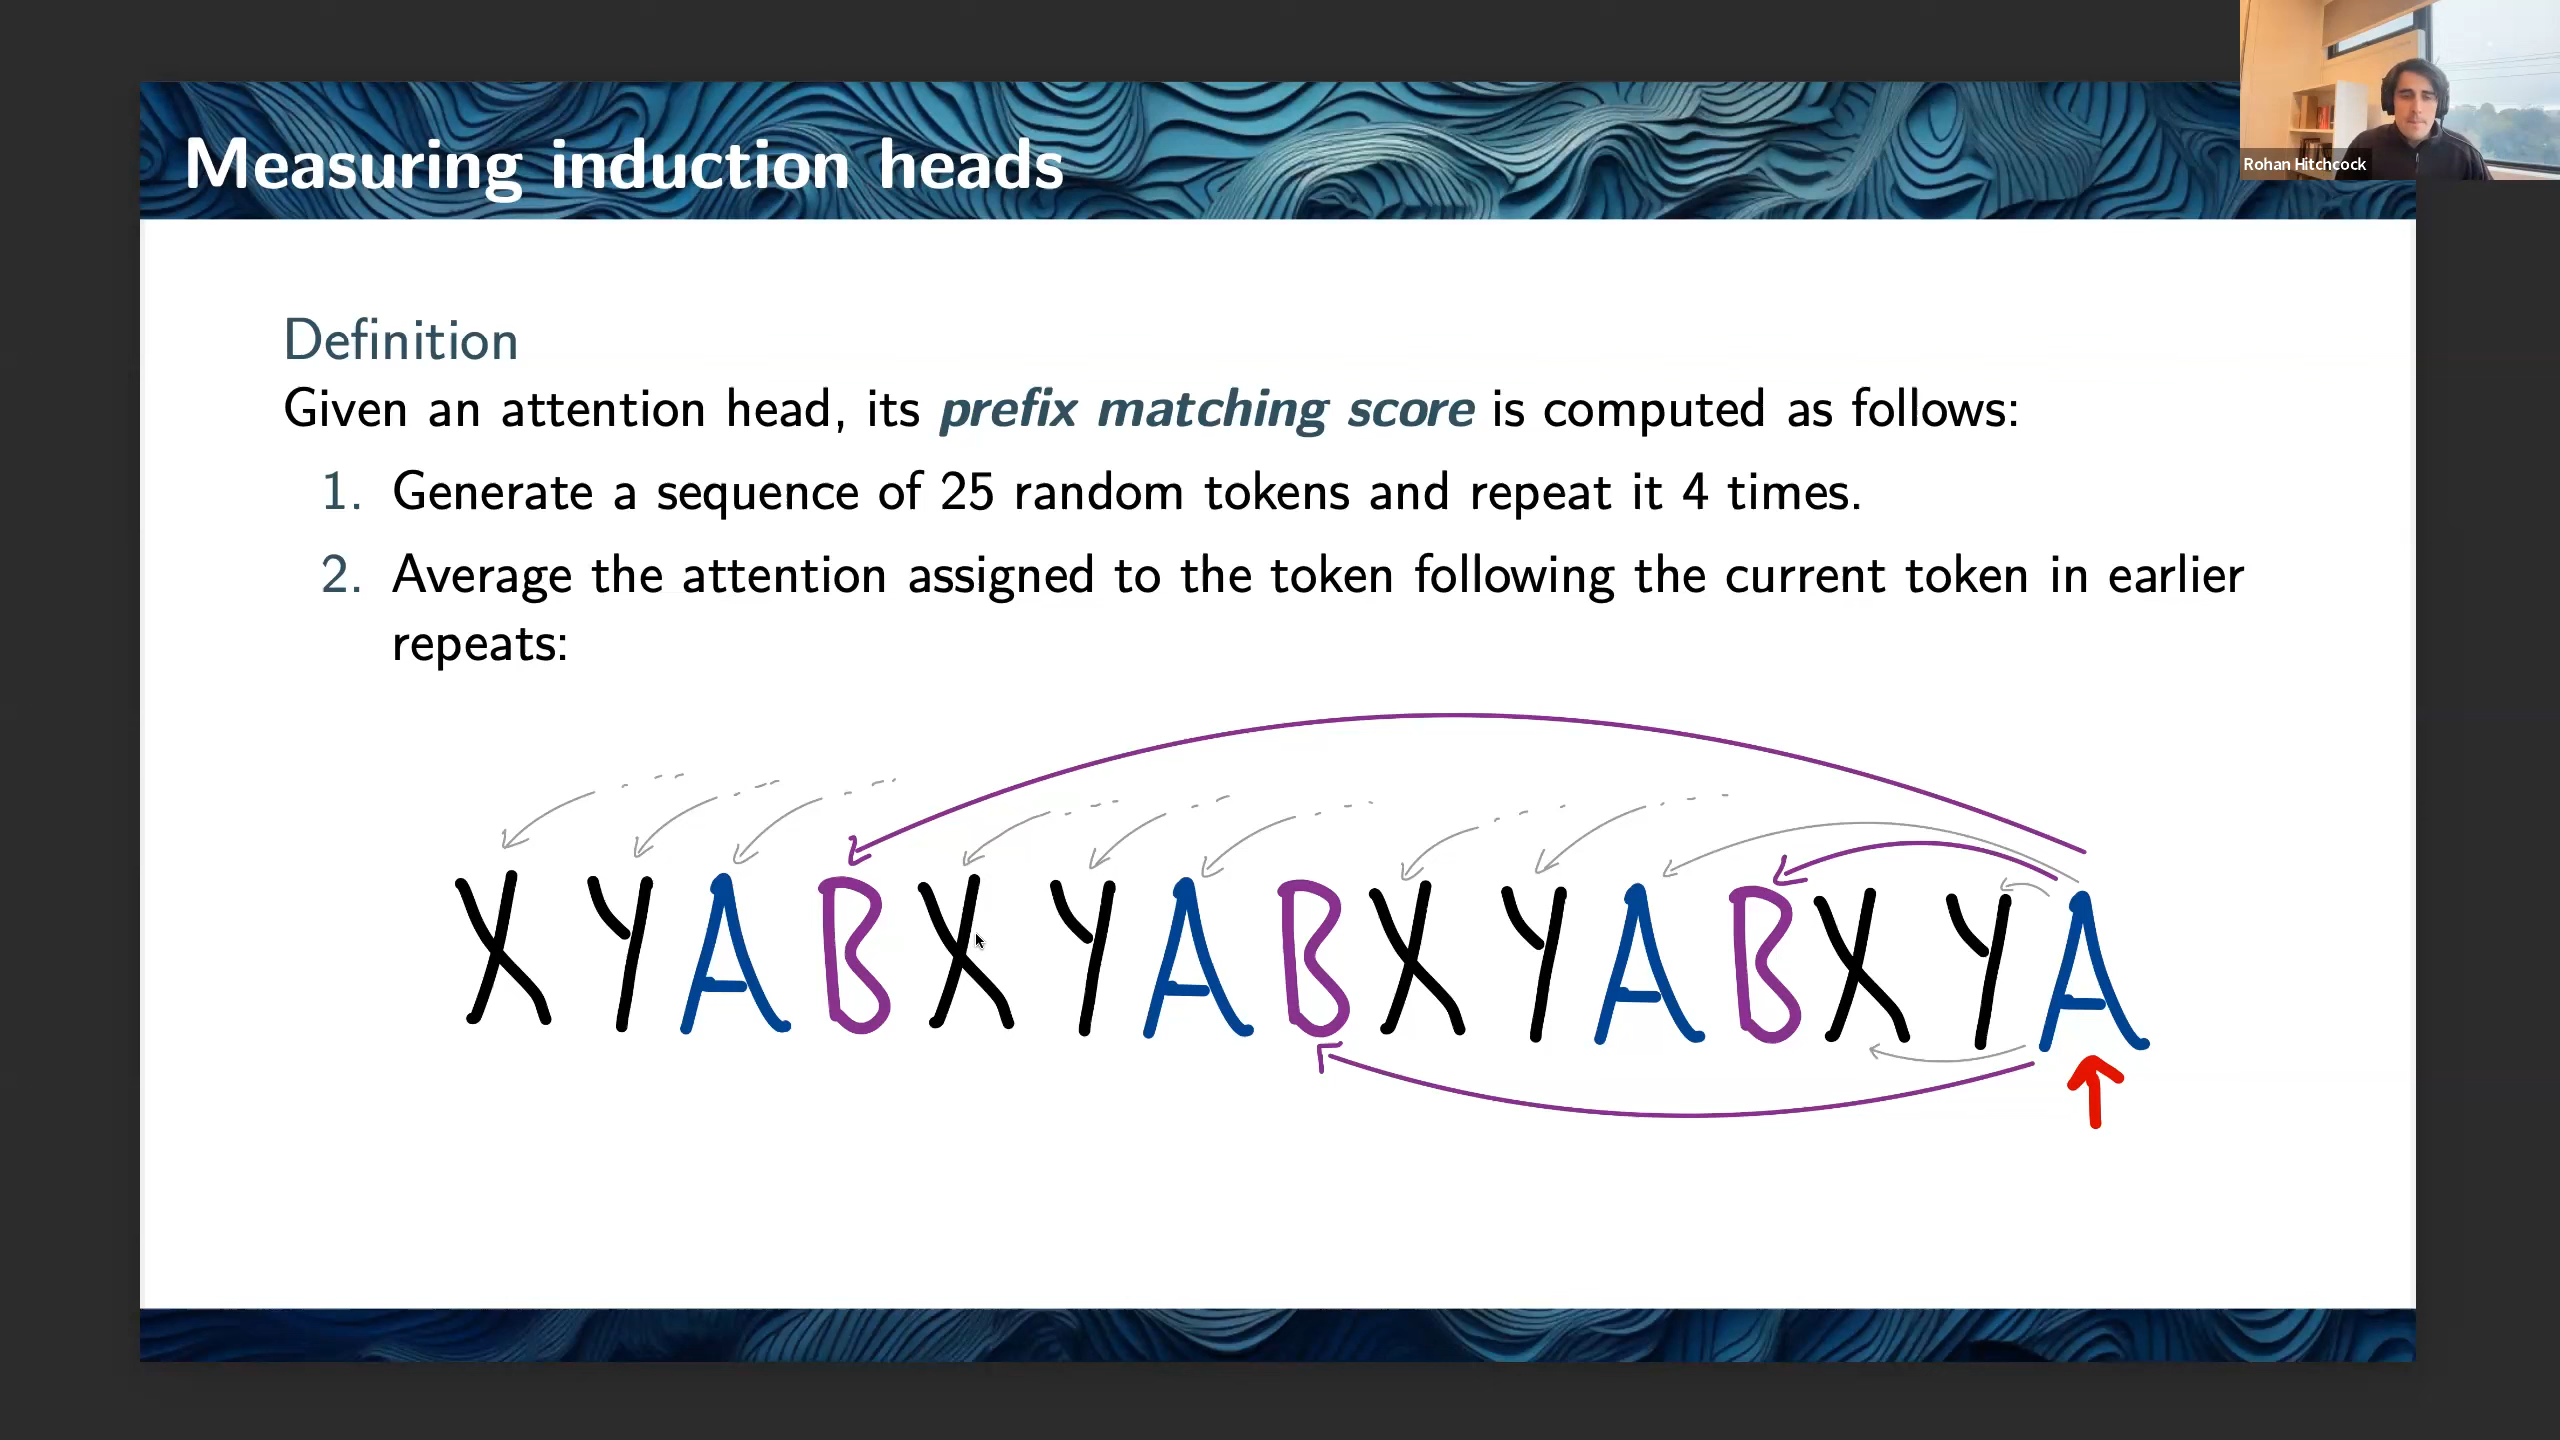 Measuring induction heads
Rohan Hitchcock
Definition
Given an attention head, its prefix matching score is computed as follows:
1. Generate a sequence of 25 random tokens and repeat it 4 times.
2. Average the attention assigned to the token following the current token in earlier
repeats:
X Y A B X Y A B X Y A B X Y A